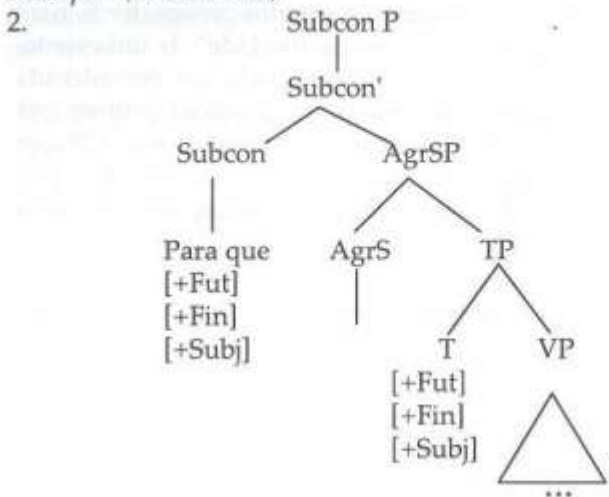 2.
Subcon P
Subcon'
Subcon AgrSP
Para que AgrS TP
[+Fut]
[+Fin]
[+Subj]
T VP
[+Fut]
[+Fin]
[+Subj]
...